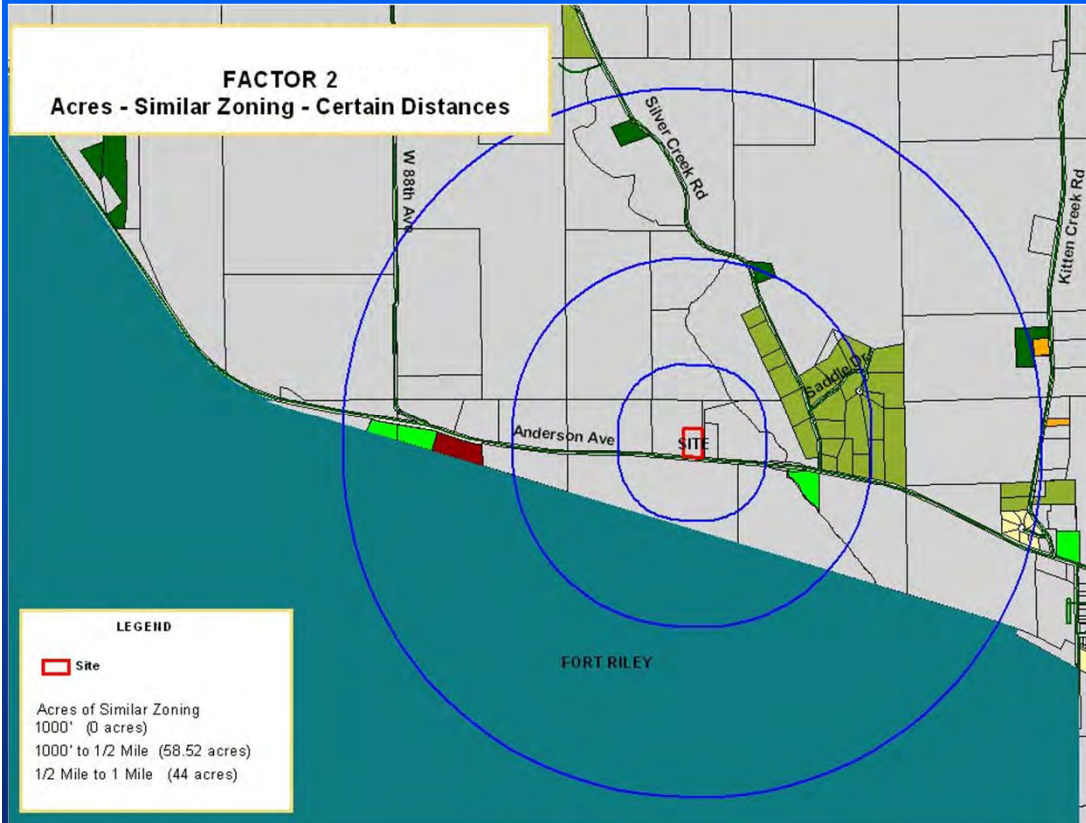 FACTOR 2
Acres - Similar Zoning - Certain Distances
Silver Creek Rd
W 88th Ave
Kitten Creek Rd
Saddle Dr
Anderson Ave
SITE
FORT RILEY
LEGEND
Site
Acres of Similar Zoning
1000' (0 acres)
1000' to 1/2 Mile (58.52 acres)
1/2 Mile to 1 Mile (44 acres)